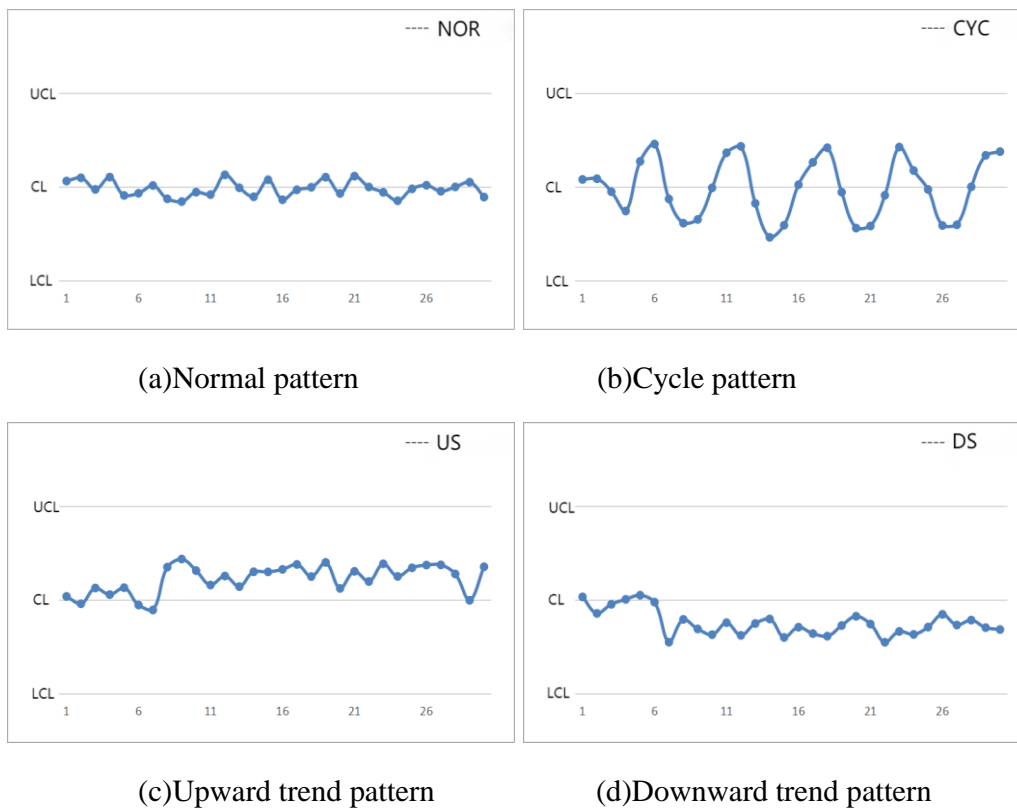 ---- NOR
UCL
CL
LCL
1 6 11 16 21 26
---- CYC
UCL
CL
LCL
1 6 11 16 21 26
(a)Normal pattern
(b)Cycle pattern
---- US
UCL
CL
LCL
1 6 11 16 21 26
---- DS
UCL
CL
LCL
1 6 11 16 21 26
(c)Upward trend pattern
(d)Downward trend pattern